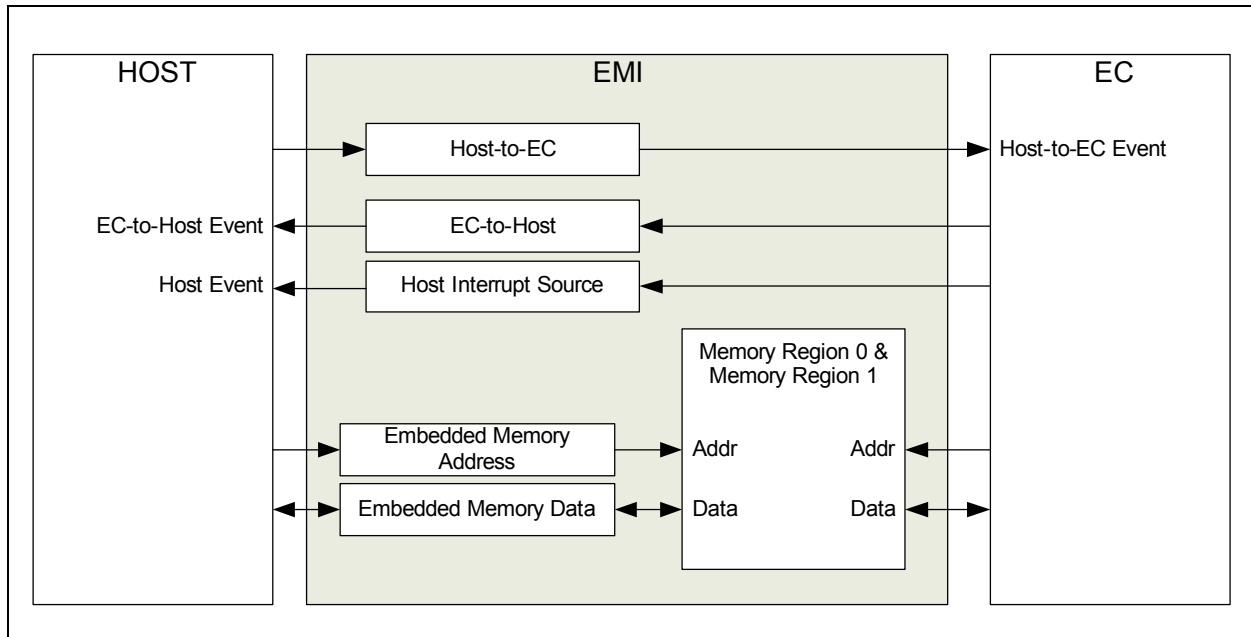 HOST
EMI
EC
Host-to-EC
Host-to-EC Event
EC-to-Host Event
EC-to-Host
Host Event
Host Interrupt Source
Memory Region 0 &
Memory Region 1
Embedded Memory
Address
Addr
Addr
Embedded Memory Data
Data
Data